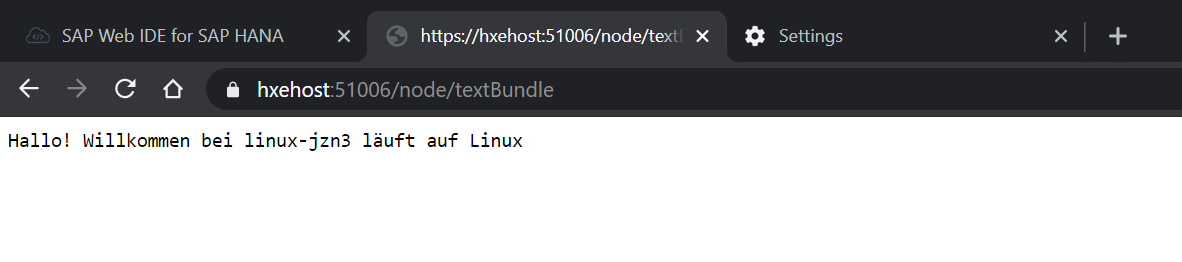 SAP Web IDE for SAP HANA
https://hxehost:51006/node/text
Settings
hxehost:51006/node/textBundle
Hallo! Willkommen bei linux-jzn3 läuft auf Linux